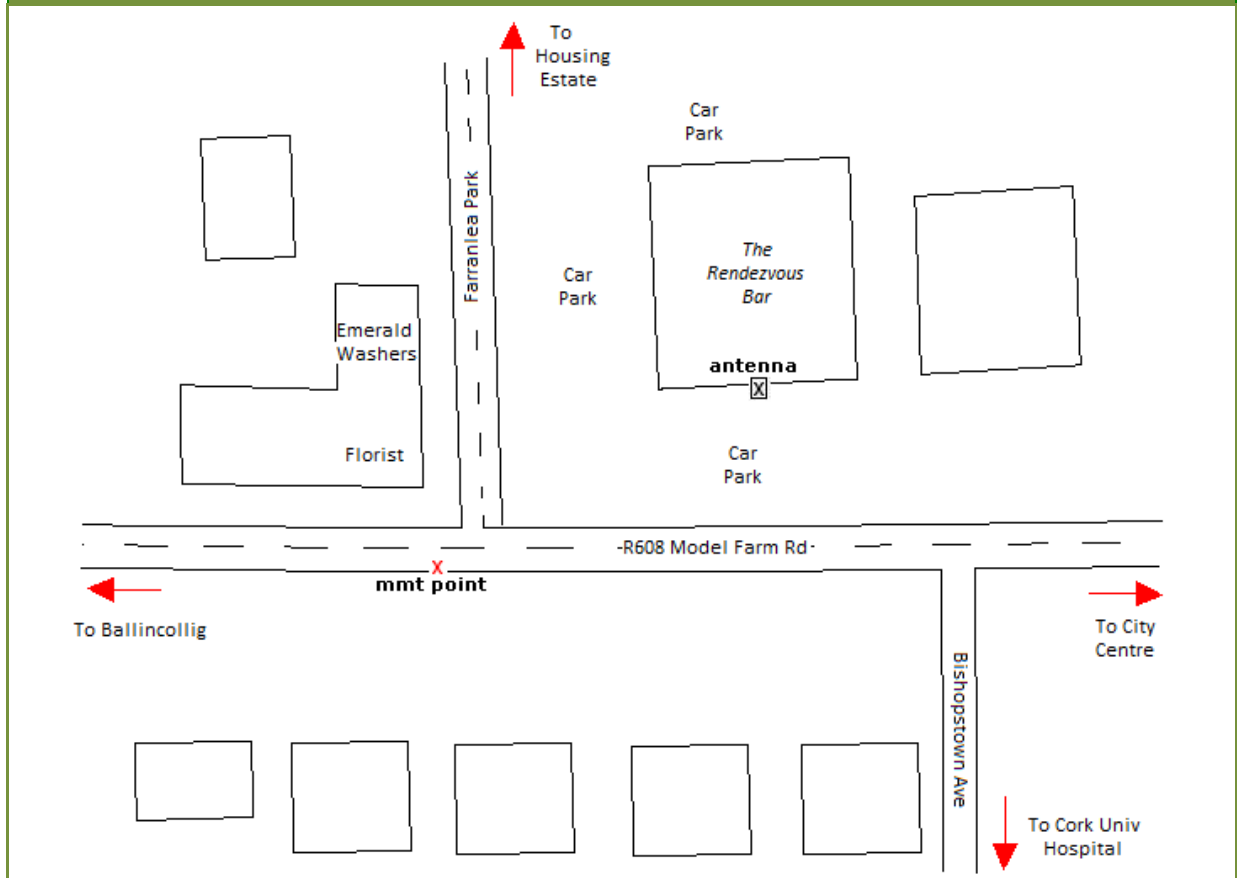 To
Housing
Estate
Car
Park
Farranlea Park
The
Rendezvous
Bar
Car
Park
Emerald
Washers
antenna
X
Florist
Car
Park
-R608 Model Farm Rd-
X
mmt point
To Ballincollig
To City
Centre
Bishopstown Ave
To Cork Univ
Hospital